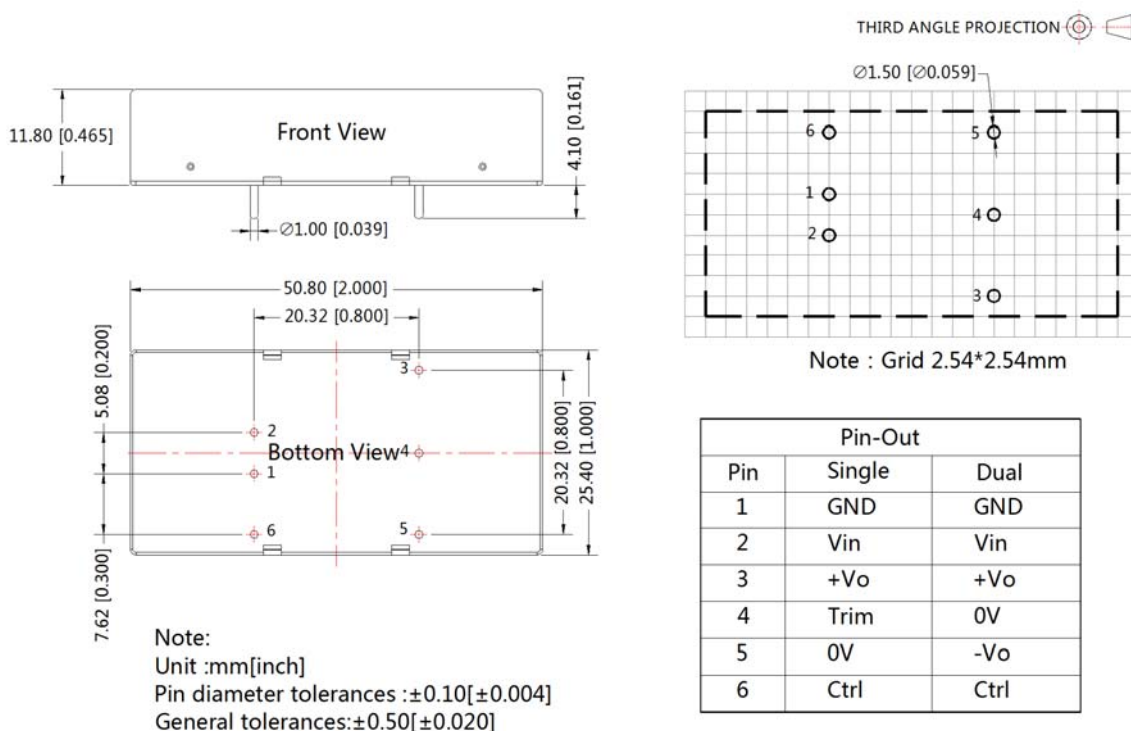 THIRD ANGLE PROJECTION
∅1.50 [∅0.059]
11.80 [0.465]
Front View
4.10 [0.161]
∅1.00 [0.039]
6
5
1
4
2
3
Note : Grid 2.54*2.54mm
50.80 [2.000]
20.32 [0.800]
5.08 [0.200]
7.62 [0.300]
3
2
Bottom View
4
1
6
5
20.32 [0.800]
25.40 [1.000]
Pin-Out
Pin Single Dual
1 GND GND
2 Vin Vin
3 +Vo +Vo
4 Trim 0V
5 0V -Vo
6 Ctrl Ctrl
Note:
Unit :mm[inch]
Pin diameter tolerances :±0.10[±0.004]
General tolerances:±0.50[±0.020]